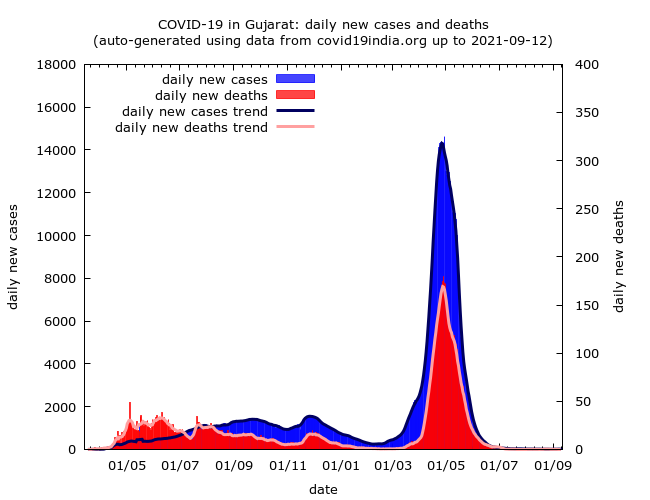 COVID-19 in Gujarat: daily new cases and deaths
(auto-generated using data from covid19india.org up to 2021-09-12)
daily new cases
daily new deaths
daily new cases trend
daily new deaths trend
18000
16000
14000
12000
10000
8000
6000
4000
2000
0
daily new cases
400
350
300
250
200
150
100
50
0
daily new deaths
01/05 01/07 01/09 01/11 01/01 01/03 01/05 01/07 01/09
date